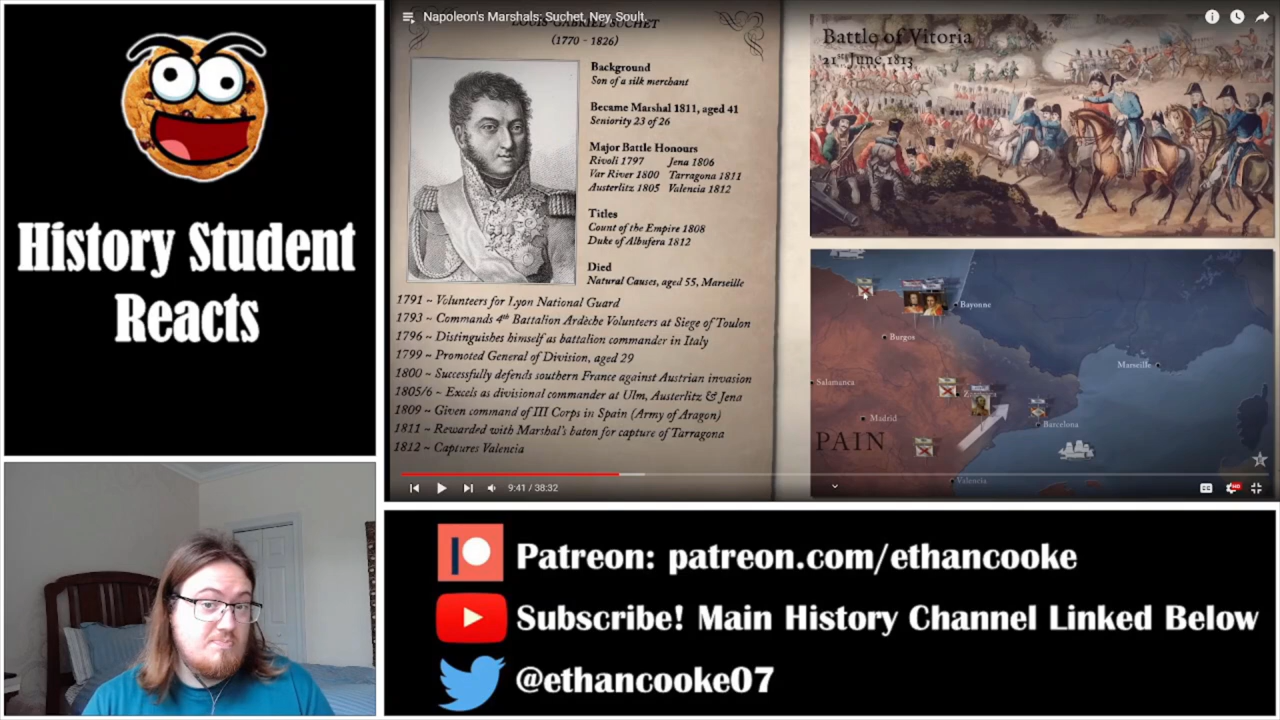 History Student
Reacts
Napoleon's Marshals: Suchet, Ney, Soult.
LOUIS-GABRIEL SUCHET
(1770 - 1826)
Background
Son of a silk merchant
Became Marshal 1811, aged 41
Seniority 23 of 26
Major Battle Honours
Rivoli 1797 Jena 1806
Var River 1800 Tarragona 1811
Austerlitz 1805 Valencia 1812
Titles
Count of the Empire 1808
Duke of Albufera 1812
Died
Natural Causes, aged 55, Marseille
1791 ~ Volunteers for Lyon National Guard
1793 ~ Commands 4th Battalion Ardèche Volunteers at Siege of Toulon
1796 ~ Distinguishes himself as battalion commander in Italy
1799 ~ Promoted General of Division, aged 29
1800 ~ Successfully defends southern France against Austrian invasion
1805/6 ~ Excels as divisional commander at Ulm, Austerlitz & Jena
1809 ~ Given command of III Corps in Spain (Army of Aragon)
1811 ~ Rewarded with Marshal's baton for capture of Tarragona
1812 ~ Captures Valencia
9:41 / 38:32
CC
HD
Battle of Vitoria
21st June 1813
Bayonne
Burgos
Marseille
Salamanca
Madrid
Barcelona
PAIN
Valencia
Patreon: patreon.com/ethancooke
Subscribe! Main History Channel Linked Below
@ethancooke07